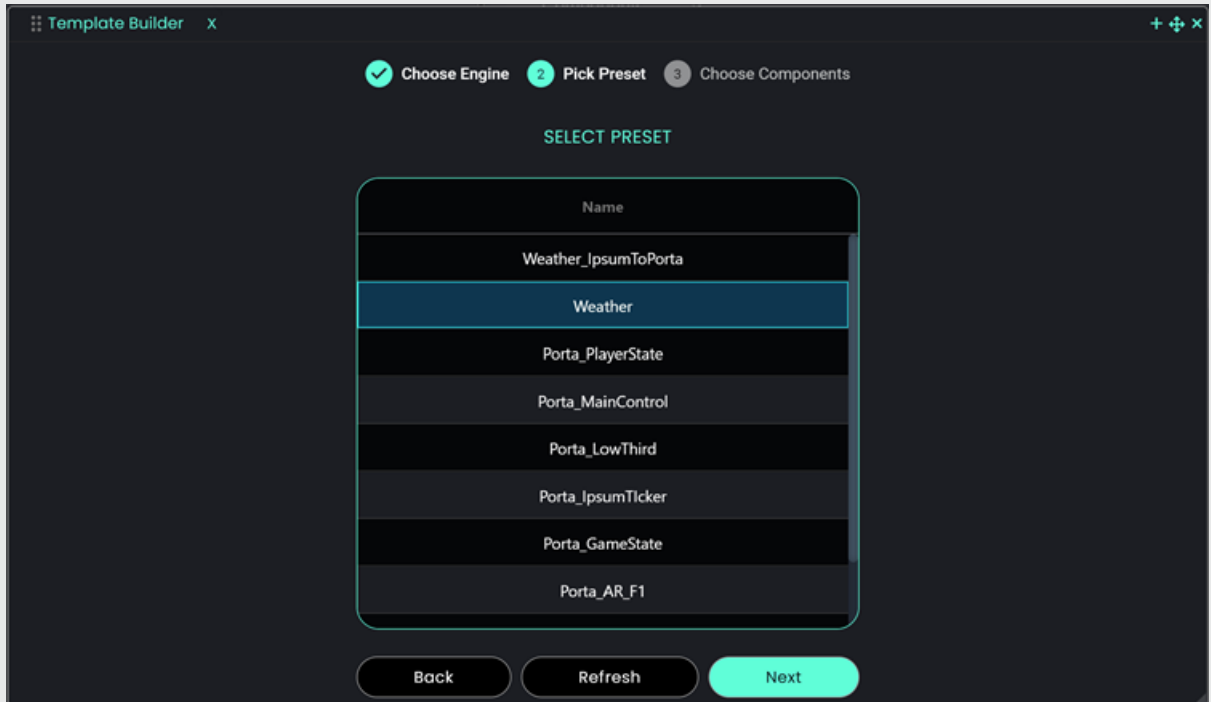 Template Builder X
Choose Engine 2 Pick Preset 3 Choose Components
SELECT PRESET
Name
Weather_IpsumToPorta
Weather
Porta_PlayerState
Porta_MainControl
Porta_LowThird
Porta_IpsumTIcker
Porta_GameState
Porta_AR_F1
Back Refresh Next